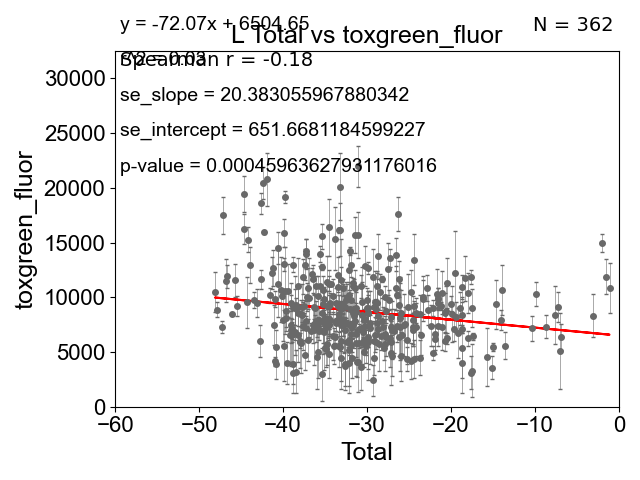 y = -72.07x + 6504.65
N = 362
L Total vs toxgreen_fluor
Spearman r = -0.18
se_slope = 20.383055967880342
se_intercept = 651.6681184599227
p-value = 0.00045963627931176016
toxgreen_fluor
30000
25000
20000
15000
10000
5000
0
−60
−50
−40
−30
−20
−10
0
Total